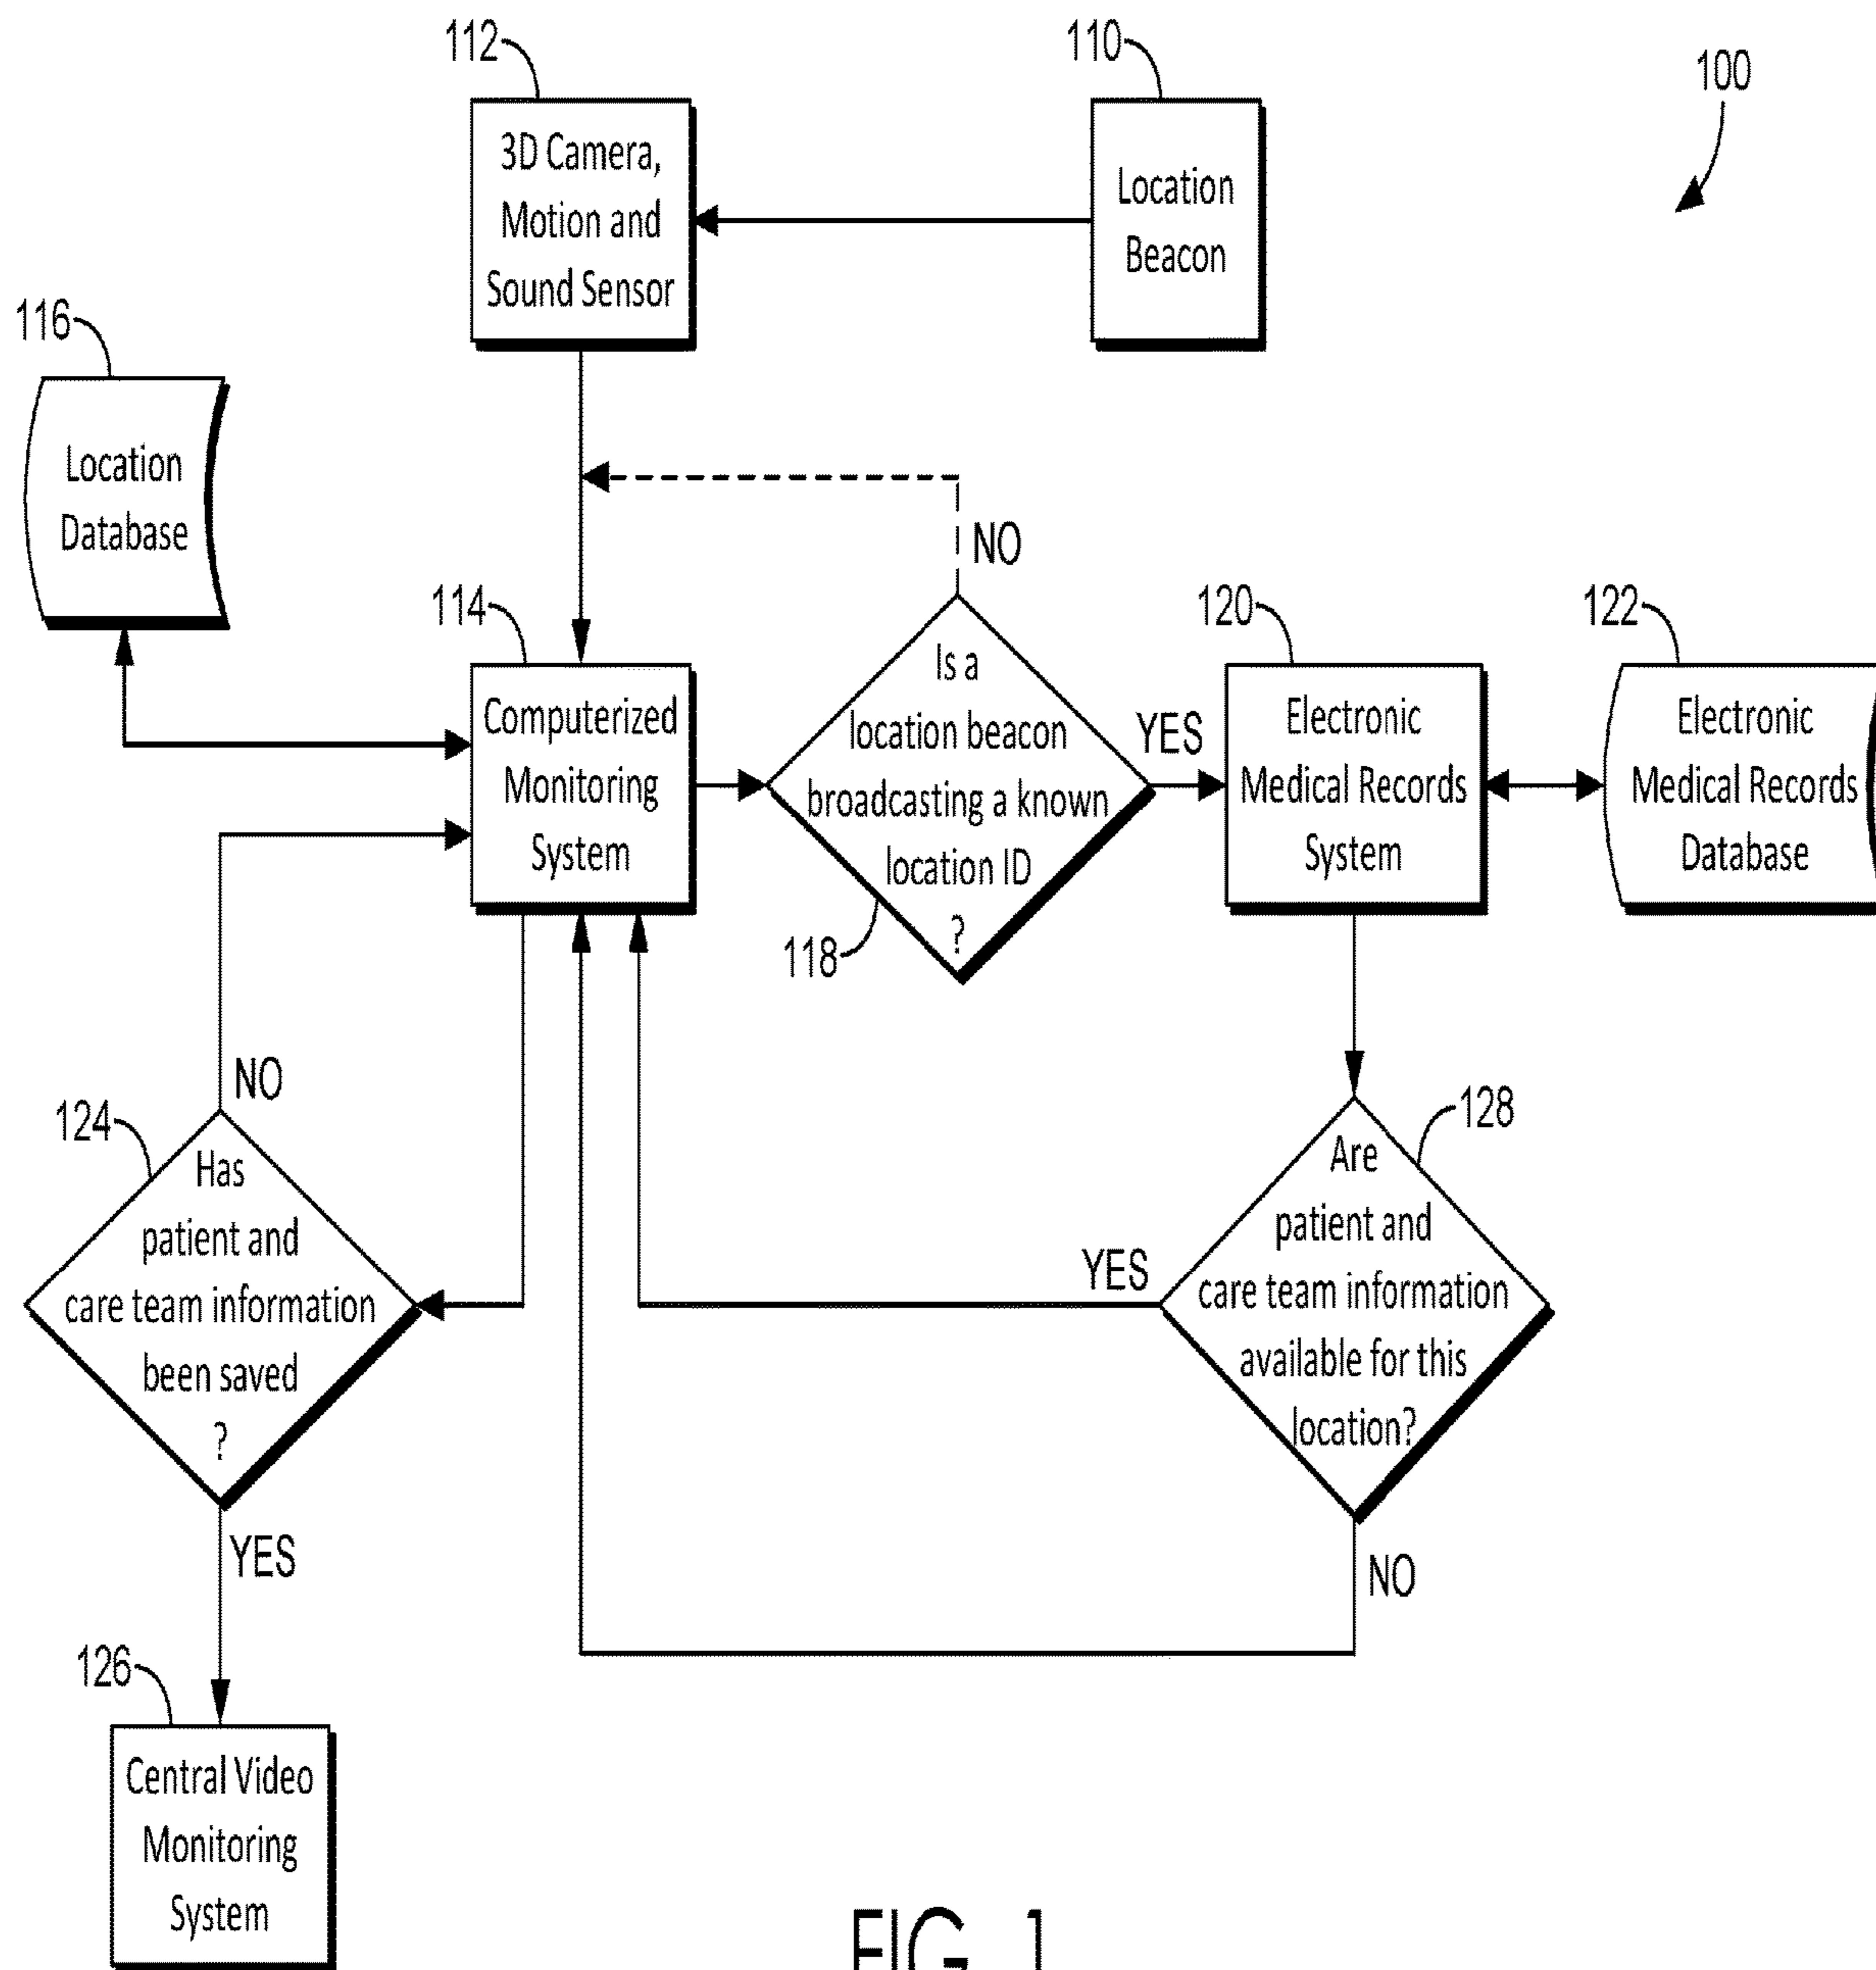 112
110
100
3D Camera,
Motion and
Sound Sensor
Location
Beacon
116
Location
Database
NO
114
120
122
Computerized
Monitoring
System
Is a
location beacon
broadcasting a known
location ID
?
YES
Electronic
Medical Records
System
Electronic
Medical Records
Database
118
NO
124
Has
patient and
care team information
been saved
?
128
Are
patient and
care team information
available for this
location?
YES
YES
NO
126
Central Video
Monitoring
System
FIG. 1